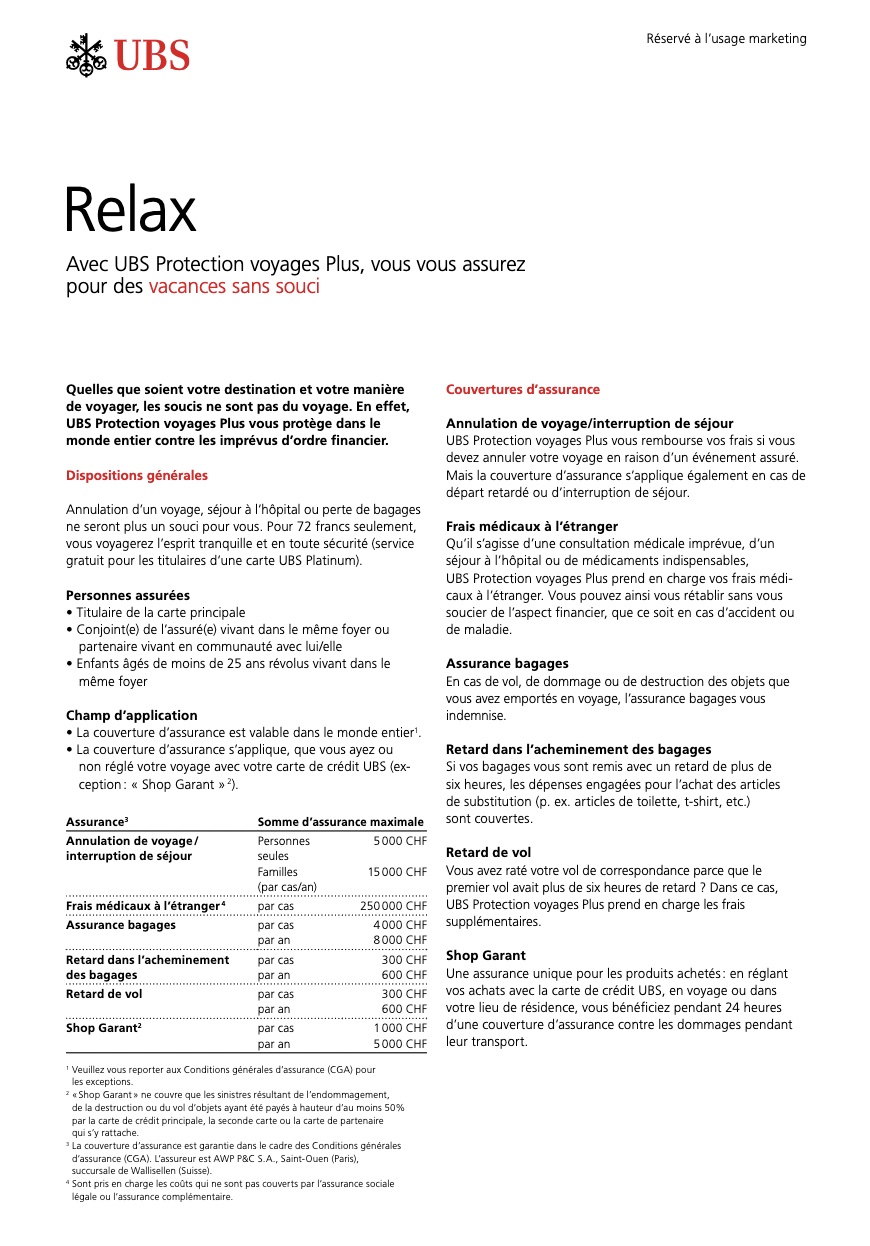 UBS
Réservé à l’usage marketing
Relax
Avec UBS Protection voyages Plus, vous vous assurez
pour des vacances sans souci
Quelles que soient votre destination et votre manière
de voyager, les soucis ne sont pas du voyage. En effet,
UBS Protection voyages Plus vous protège dans le
monde entier contre les imprévus d’ordre financier.
Dispositions générales
Annulation d’un voyage, séjour à l’hôpital ou perte de bagages
ne seront plus un souci pour vous. Pour 72 francs seulement,
vous voyagerez l’esprit tranquille et en toute sécurité (service
gratuit pour les titulaires d’une carte UBS Platinum).
Personnes assurées
• Titulaire de la carte principale
• Conjoint(e) de l’assuré(e) vivant dans le même foyer ou
partenaire vivant en communauté avec lui/elle
• Enfants âgés de moins de 25 ans révolus vivant dans le
même foyer
Champ d’application
• La couverture d’assurance est valable dans le monde entier¹.
• La couverture d’assurance s’applique, que vous ayez ou
non réglé votre voyage avec votre carte de crédit UBS (ex-
ception : « Shop Garant » ²).
Assurance³ Somme d’assurance maximale
Annulation de voyage / Personnes 5 000 CHF
interruption de séjour seules
Familles 15 000 CHF
(par cas/an)
Frais médicaux à l’étranger ⁴ par cas 250 000 CHF
Assurance bagages par cas 4 000 CHF
par an 8 000 CHF
Retard dans l’acheminement par cas 300 CHF
des bagages par an 600 CHF
Retard de vol par cas 300 CHF
par an 600 CHF
Shop Garant² par cas 1 000 CHF
par an 5 000 CHF
¹ Veuillez vous reporter aux Conditions générales d’assurance (CGA) pour
les exceptions.
² « Shop Garant » ne couvre que les sinistres résultant de l’endommagement,
de la destruction ou du vol d’objets ayant été payés à hauteur d’au moins 50%
par la carte de crédit principale, la seconde carte ou la carte de partenaire
qui s’y rattache.
³ La couverture d’assurance est garantie dans le cadre des Conditions générales
d’assurance (CGA). L’assureur est AWP P&C S.A., Saint-Ouen (Paris),
succursale de Wallisellen (Suisse).
⁴ Sont pris en charge les coûts qui ne sont pas couverts par l’assurance sociale
légale ou l’assurance complémentaire.
Couvertures d’assurance
Annulation de voyage/interruption de séjour
UBS Protection voyages Plus vous rembourse vos frais si vous
devez annuler votre voyage en raison d’un événement assuré.
Mais la couverture d’assurance s’applique également en cas de
départ retardé ou d’interruption de séjour.
Frais médicaux à l’étranger
Qu’il s’agisse d’une consultation médicale imprévue, d’un
séjour à l’hôpital ou de médicaments indispensables,
UBS Protection voyages Plus prend en charge vos frais médi-
caux à l’étranger. Vous pouvez ainsi vous rétablir sans vous
soucier de l’aspect financier, que ce soit en cas d’accident ou
de maladie.
Assurance bagages
En cas de vol, de dommage ou de destruction des objets que
vous avez emportés en voyage, l’assurance bagages vous
indemnise.
Retard dans l’acheminement des bagages
Si vos bagages vous sont remis avec un retard de plus de
six heures, les dépenses engagées pour l’achat des articles
de substitution (p. ex. articles de toilette, t-shirt, etc.)
sont couvertes.
Retard de vol
Vous avez raté votre vol de correspondance parce que le
premier vol avait plus de six heures de retard ? Dans ce cas,
UBS Protection voyages Plus prend en charge les frais
supplémentaires.
Shop Garant
Une assurance unique pour les produits achetés : en réglant
vos achats avec la carte de crédit UBS, en voyage ou dans
votre lieu de résidence, vous bénéficiez pendant 24 heures
d’une couverture d’assurance contre les dommages pendant
leur transport.